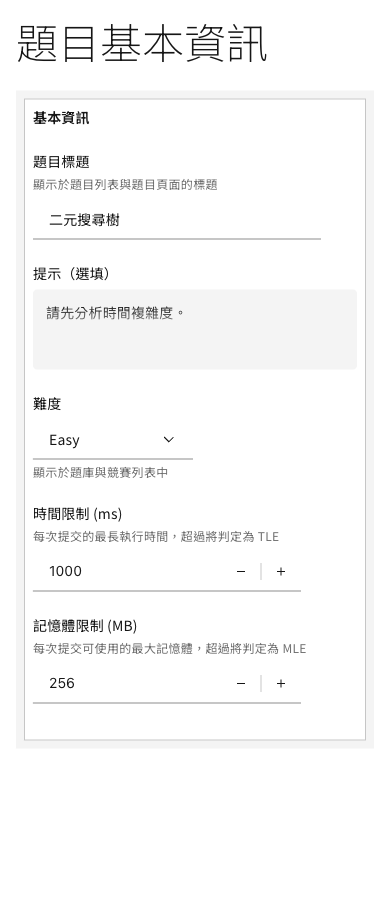 題目基本資訊
基本資訊
題目標題
顯示於題目列表與題目頁面的標題
二元搜尋樹
提示（選填）
請先分析時間複雜度。
難度
Easy
顯示於題庫與競賽列表中
時間限制 (ms)
每次提交的最長執行時間，超過將判定為 TLE
1000
記憶體限制 (MB)
每次提交可使用的最大記憶體，超過將判定為 MLE
256